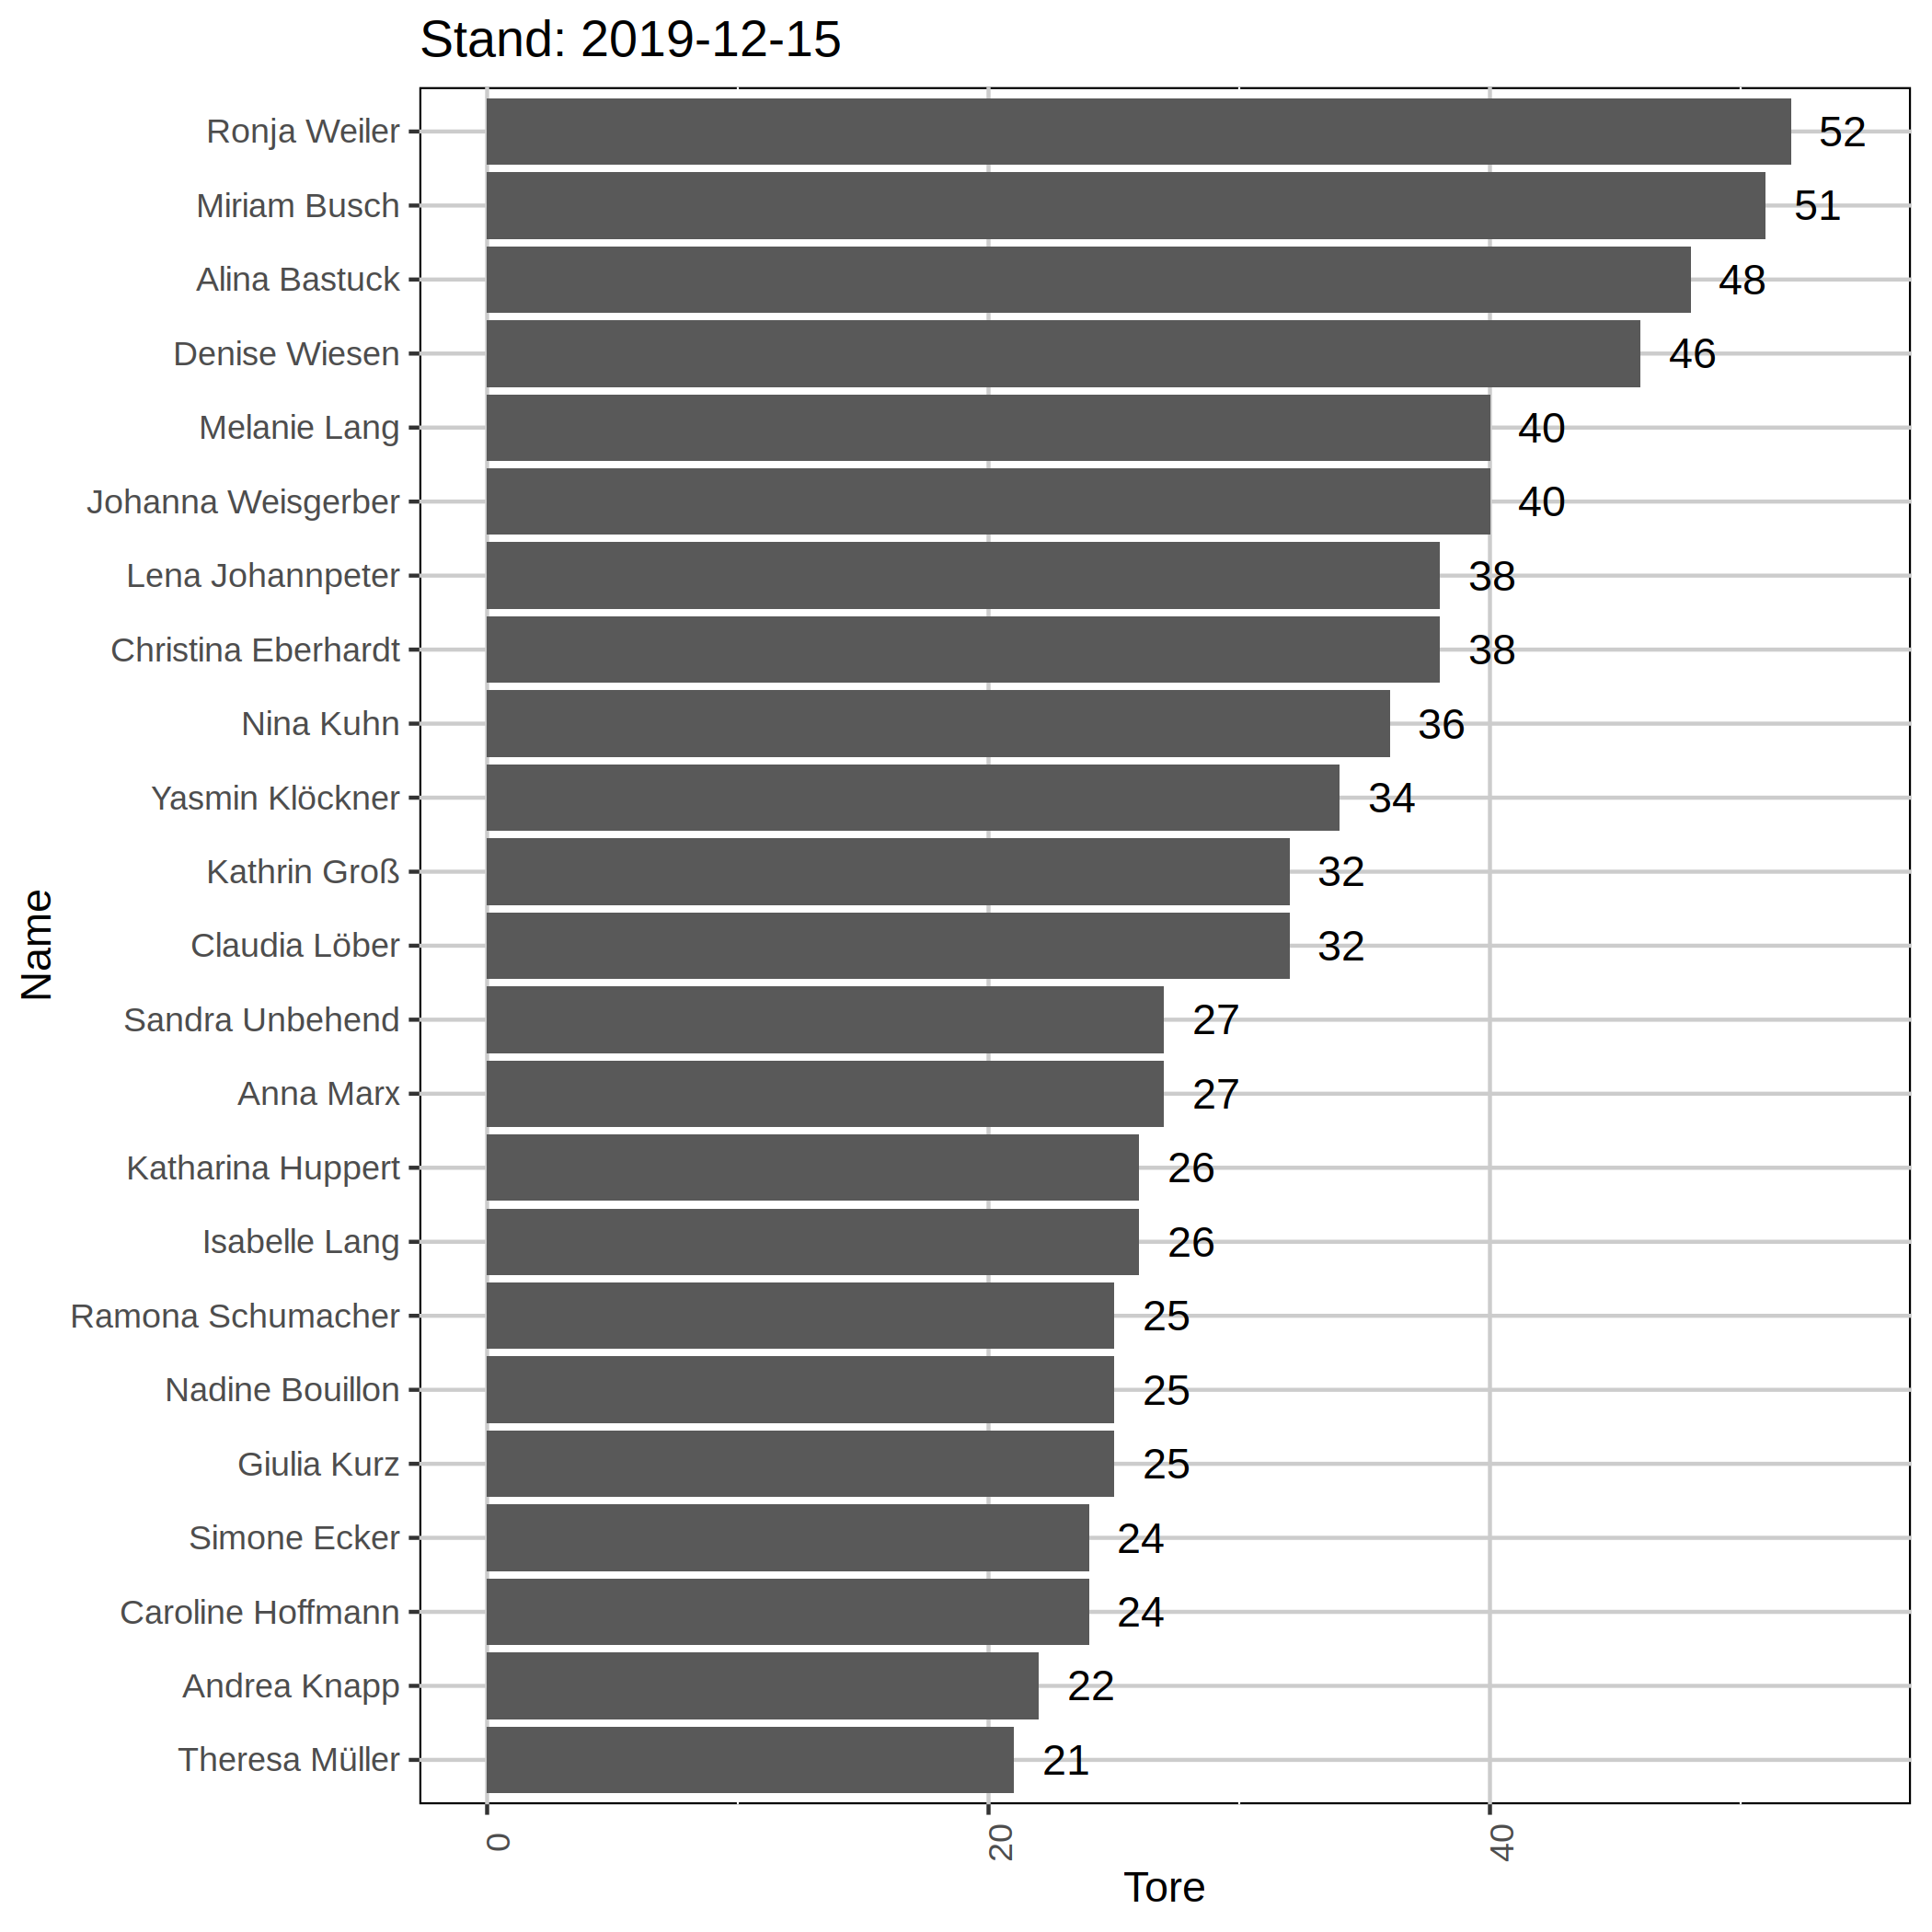 Stand: 2019-12-15
Ronja Weiler 52
Miriam Busch 51
Alina Bastuck 48
Denise Wiesen 46
Melanie Lang 40
Johanna Weisgerber 40
Lena Johannpeter 38
Christina Eberhardt 38
Nina Kuhn 36
Yasmin Klöckner 34
Kathrin Groß 32
Claudia Löber 32
Sandra Unbehend 27
Anna Marx 27
Katharina Huppert 26
Isabelle Lang 26
Ramona Schumacher 25
Nadine Bouillon 25
Giulia Kurz 25
Simone Ecker 24
Caroline Hoffmann 24
Andrea Knapp 22
Theresa Müller 21
Name
0 20 40
Tore